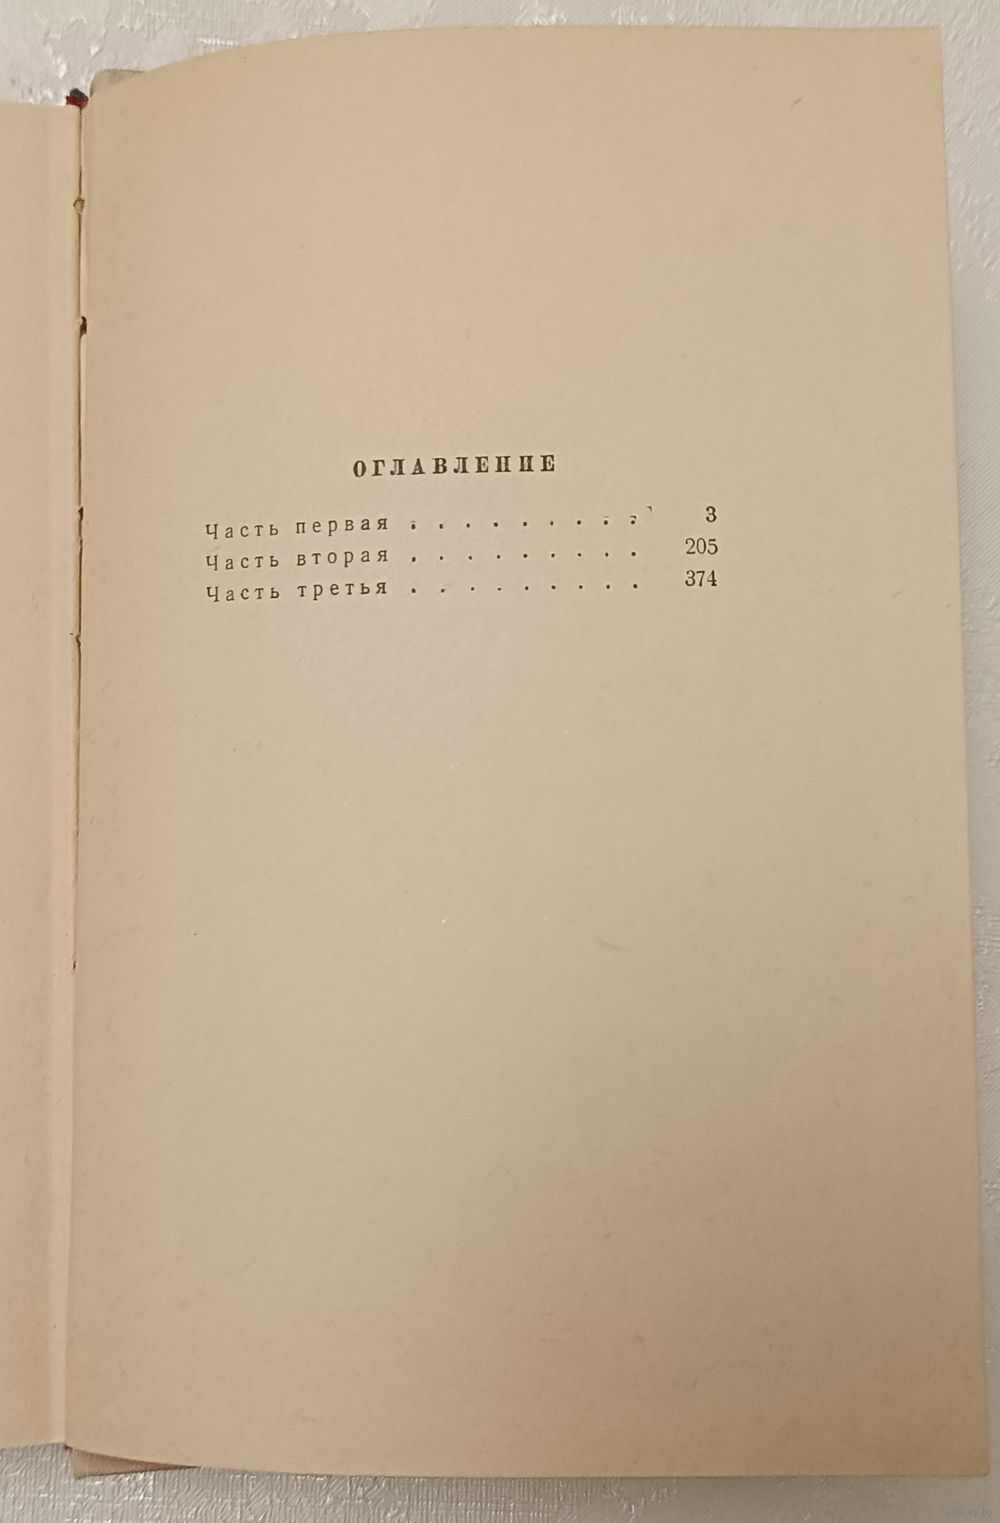 ОГЛАВЛЕНИЕ
Часть первая . . . . . . . . . 3
Часть вторая . . . . . . . . . 205
Часть третья . . . . . . . . . 374